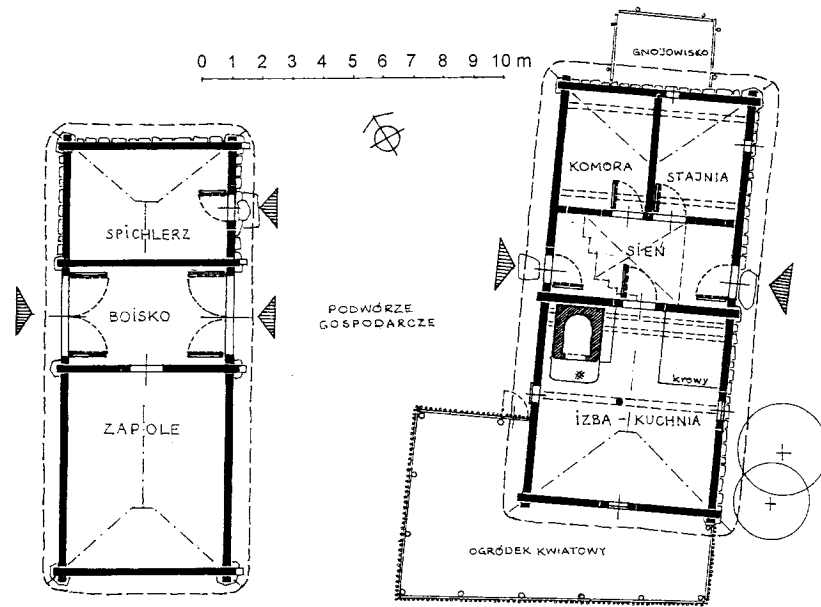 GNOJOWISKO
0 1 2 3 4 5 6 7 8 9 10 m
KOMORA
STAJNIA
SPICHLERZ
SIEŃ
BOISKO
PODWÓRZE
GOSPODARCZE
krowy
ZAPOLE
IZBA - KUCHNIA
OGRÓDEK KWIATOWY